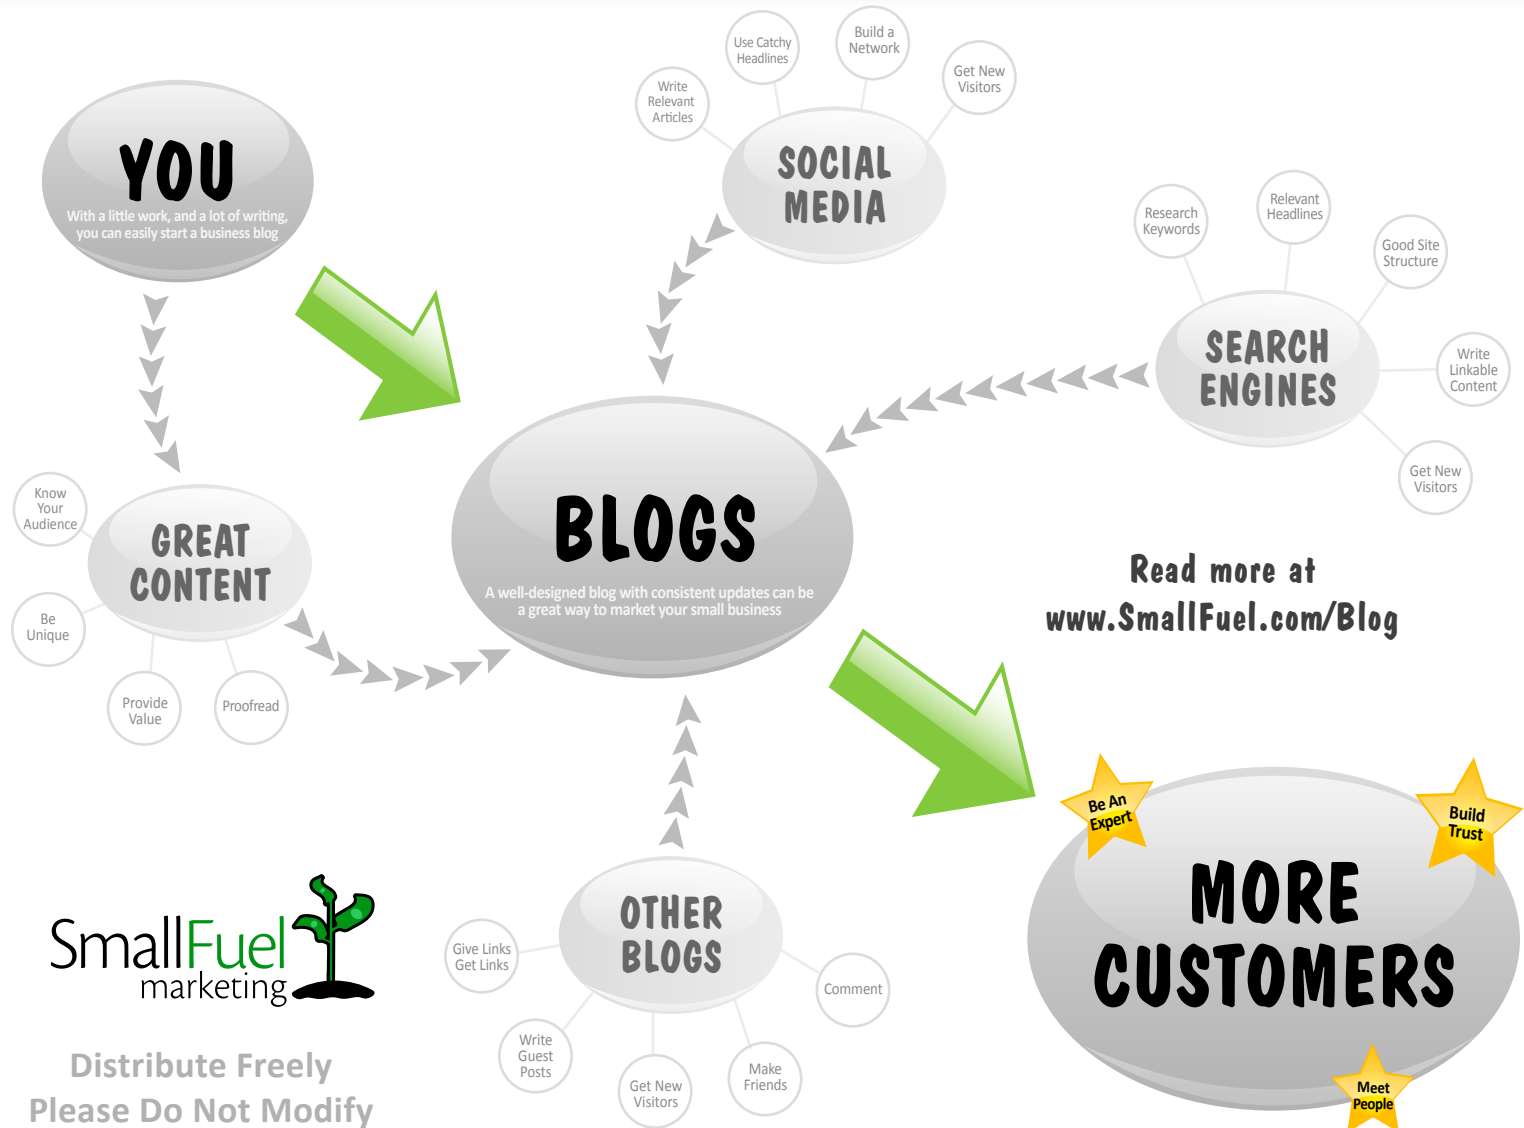 YOU
With a little work, and a lot of writing,
you can easily start a business blog
Write
Relevant
Articles
Use Catchy
Headlines
Build a
Network
Get New
Visitors
SOCIAL
MEDIA
Research
Keywords
Relevant
Headlines
Good Site
Structure
Write
Linkable
Content
Get New
Visitors
SEARCH
ENGINES
Know
Your
Audience
Be
Unique
Provide
Value
Proofread
GREAT
CONTENT
BLOGS
A well-designed blog with consistent updates can be
a great way to market your small business
Read more at
www.SmallFuel.com/Blog
Be An
Expert
Build
Trust
MORE
CUSTOMERS
Meet
People
OTHER
BLOGS
Give Links
Get Links
Write
Guest
Posts
Get New
Visitors
Make
Friends
Comment
SmallFuel
marketing
Distribute Freely
Please Do Not Modify